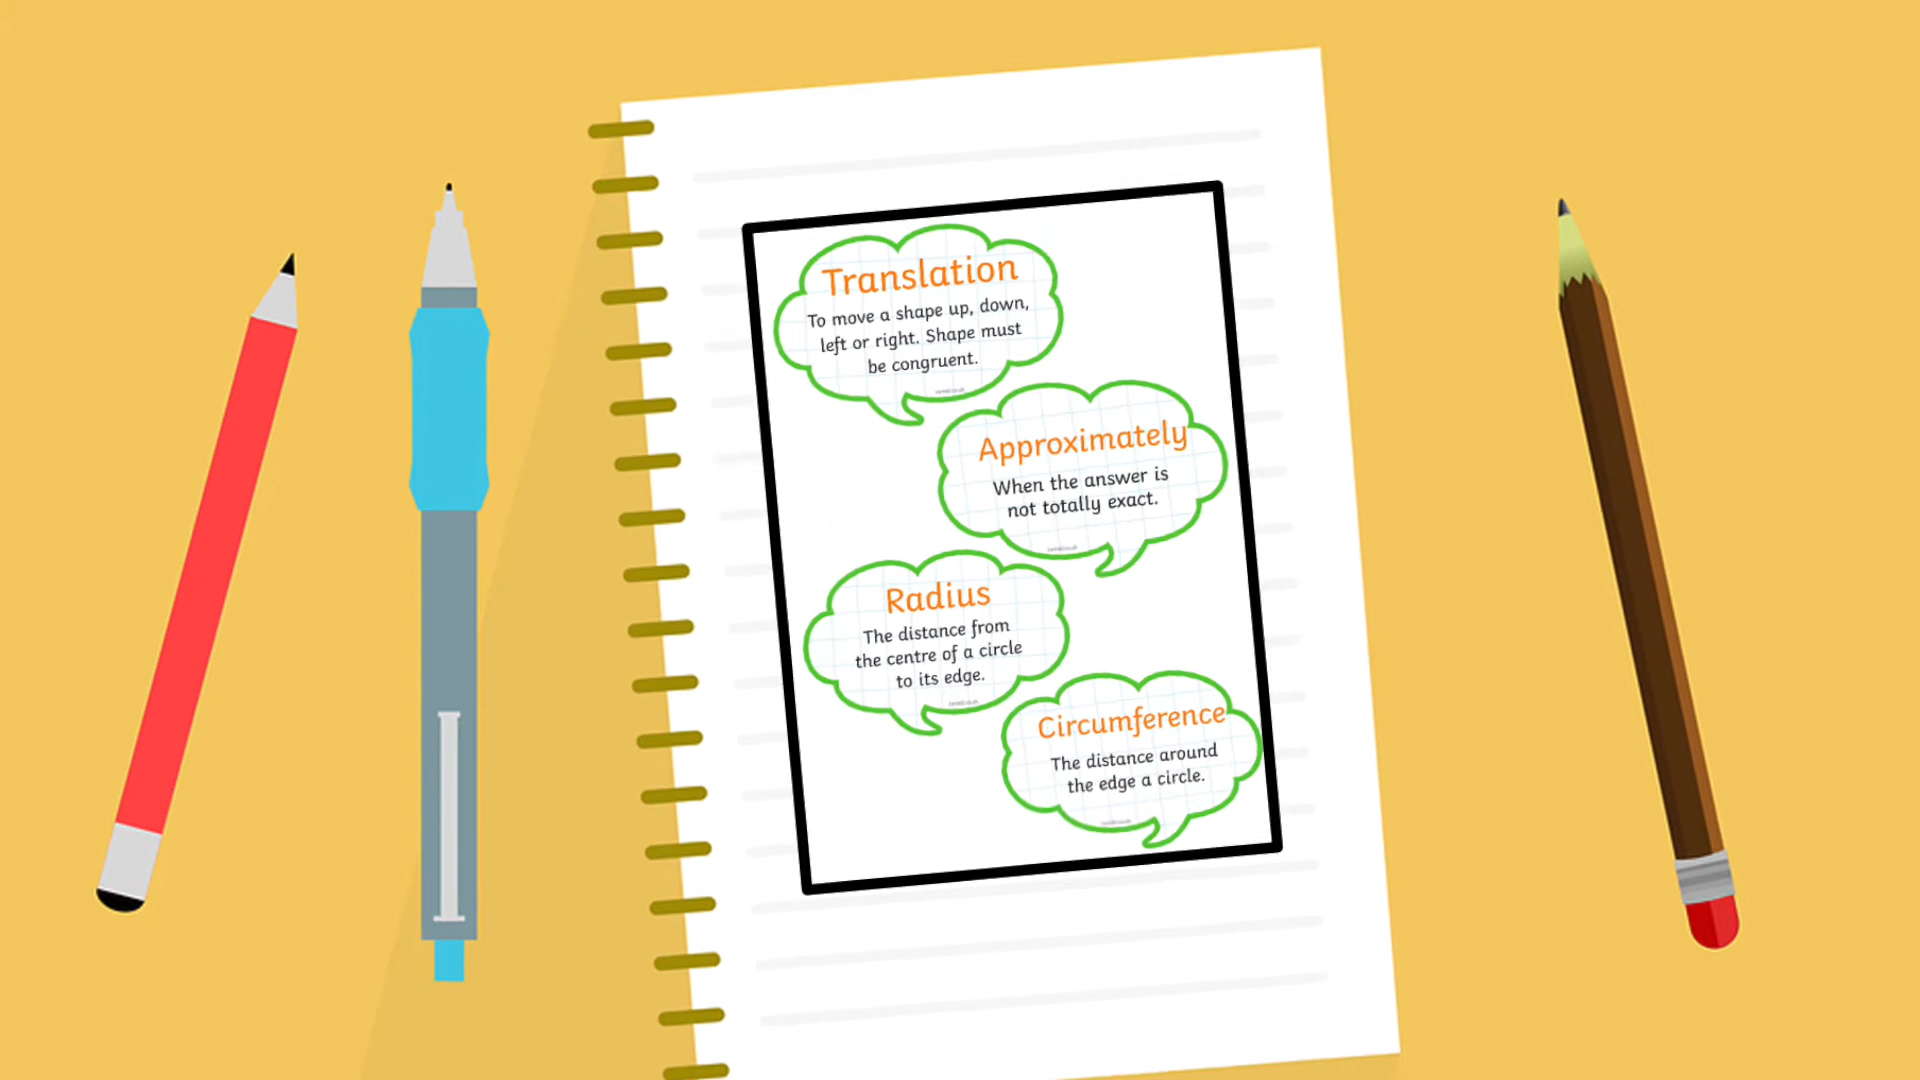 Translation
To move a shape up, down,
left or right. Shape must
be congruent.
Approximately
When the answer is
not totally exact.
Radius
The distance from
the centre of a circle
to its edge.
Circumference
The distance around
the edge a circle.